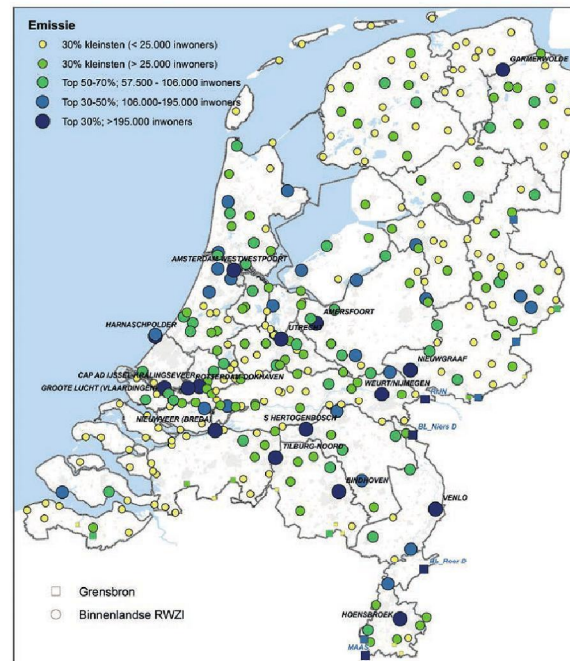 Emissie
30% kleinsten (< 25.000 inwoners)
30% kleinsten (> 25.000 inwoners)
Top 50-70%; 57.500 - 106.000 inwoners
Top 30-50%; 106.000-195.000 inwoners
Top 30%; >195.000 inwoners
GARMERWOLDE
AMSTERDAM-WESTWESTPOORT
AMERSFOORT
UTRECHT
HARNASCHPOLDER
NIEUWGRAAF
CAP AD IJSSEL-KRALINGSEVEER
ROTTERDAM-DOKHAVEN
GROOTE LUCHT (VLAARDINGEN)
WEURT/NIJMEGEN
RIJN
NIEUWVEER (BREDA)
S HERTOGENBOSCH
BL_Niers D
TILBURG-NOORD
EINDHOVEN
VENLO
BL_Roer D
Grensbron
Binnenlandse RWZI
HOENSBROEK
MAAS